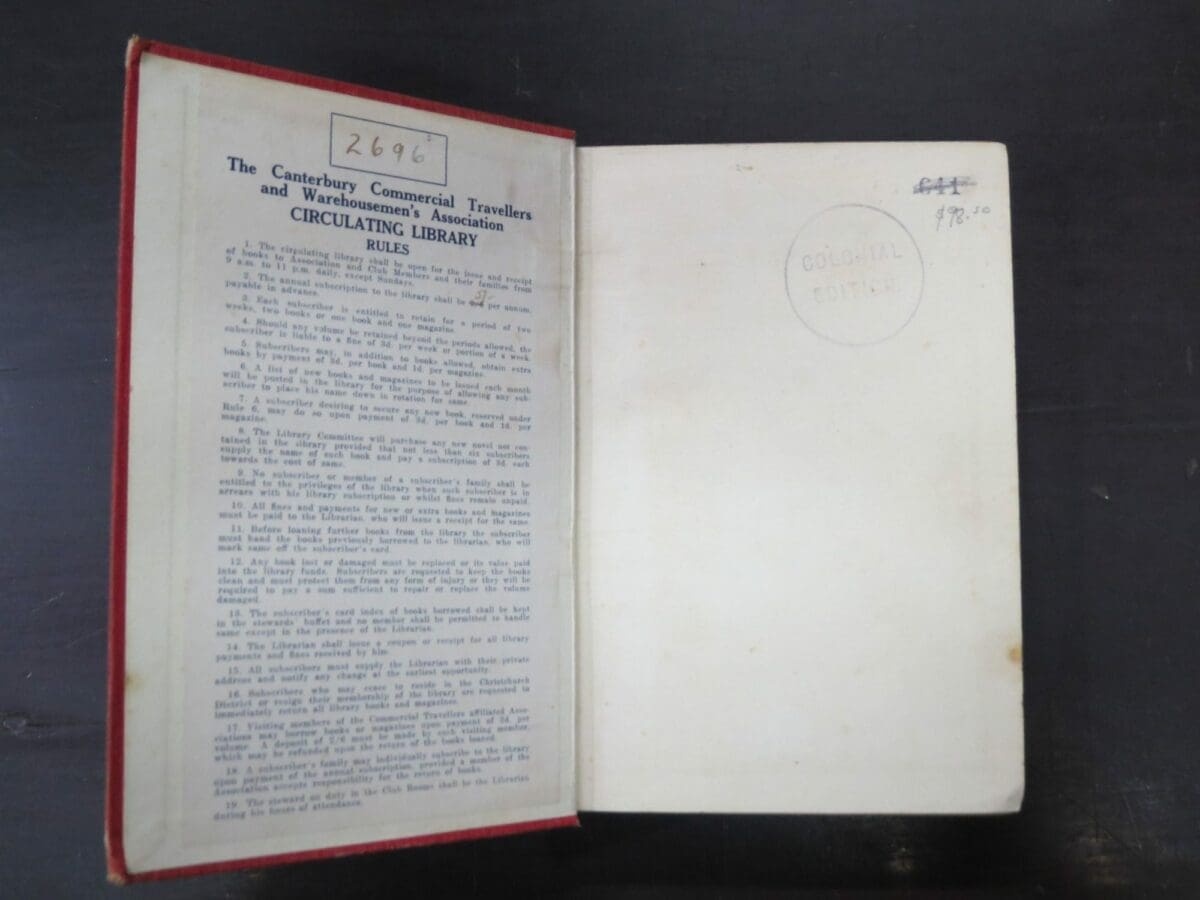 2696
The Canterbury Commercial Travellers
and Warehousemen's Association
CIRCULATING LIBRARY
RULES
1. The circulating library shall be open for the issue and receipt
of books to Association and Club Members and their families from
9 a.m. to 11 p.m. daily, except Sundays.
2. The annual subscription to the library shall be 5/- per annum,
payable in advance.
3. Each subscriber is entitled to retain for a period of two
weeks, two books or one book and one magazine.
4. Should any volume be retained beyond the periods allowed, the
subscriber is liable to a fine of 3d. per week or portion of a week.
5. Subscribers may, in addition to books allowed, obtain extra
books by payment of 3d. per book and 1d. per magazine.
6. A list of new books and magazines to be issued each month
will be posted in the library for the purpose of allowing any sub-
scriber to place his name down in rotation for same.
7. A subscriber desiring to secure any new book, reserved under
Rule 6, may do so upon payment of 3d. per book and 1d. per
magazine.
8. The Library Committee will purchase any new novel not con-
tained in the library provided that not less than six subscribers
supply the name of such book and pay a subscription of 3d. each
towards the cost of same.
9. No subscriber or member of a subscriber's family shall be
entitled to the privileges of the library when such subscriber is in
arrears with his library subscription or whilst fines remain unpaid.
10. All fines and payments for new or extra books and magazines
must be paid to the Librarian, who will issue a receipt for the same.
11. Before loaning further books from the library the subscriber
must hand the books previously borrowed to the librarian, who will
mark same off the subscriber's card.
12. Any book lost or damaged must be replaced or its value paid
into the library funds. Subscribers are requested to keep the books
clean and must protect them from any form of injury or they will be
required to pay a sum sufficient to repair or replace the volume
damaged.
13. The subscriber's card index of books borrowed shall be kept
in the stewards' buffet and no member shall be permitted to handle
same except in the presence of the Librarian.
14. The Librarian shall issue a coupon or receipt for all library
payments and fines received by him.
15. All subscribers must supply the Librarian with their private
address and notify any change at the earliest opportunity.
16. Subscribers who may cease to reside in the Christchurch
District or resign their membership of the library are requested to
immediately return all library books and magazines.
17. Visiting members of the Commercial Travellers affiliated Asso-
ciations may borrow books or magazines upon payment of 3d. per
volume. A deposit of 2/6 must be made by each visiting member,
which may be refunded upon the return of the books loaned.
18. A subscriber's family may individually subscribe to the library
upon payment of the annual subscription, provided a member of the
Association accepts responsibility for the return of books.
19. The steward on duty in the Club Rooms shall be the Librarian
during his hours of attendance.
£41
$98.50
COLONIAL
EDITION